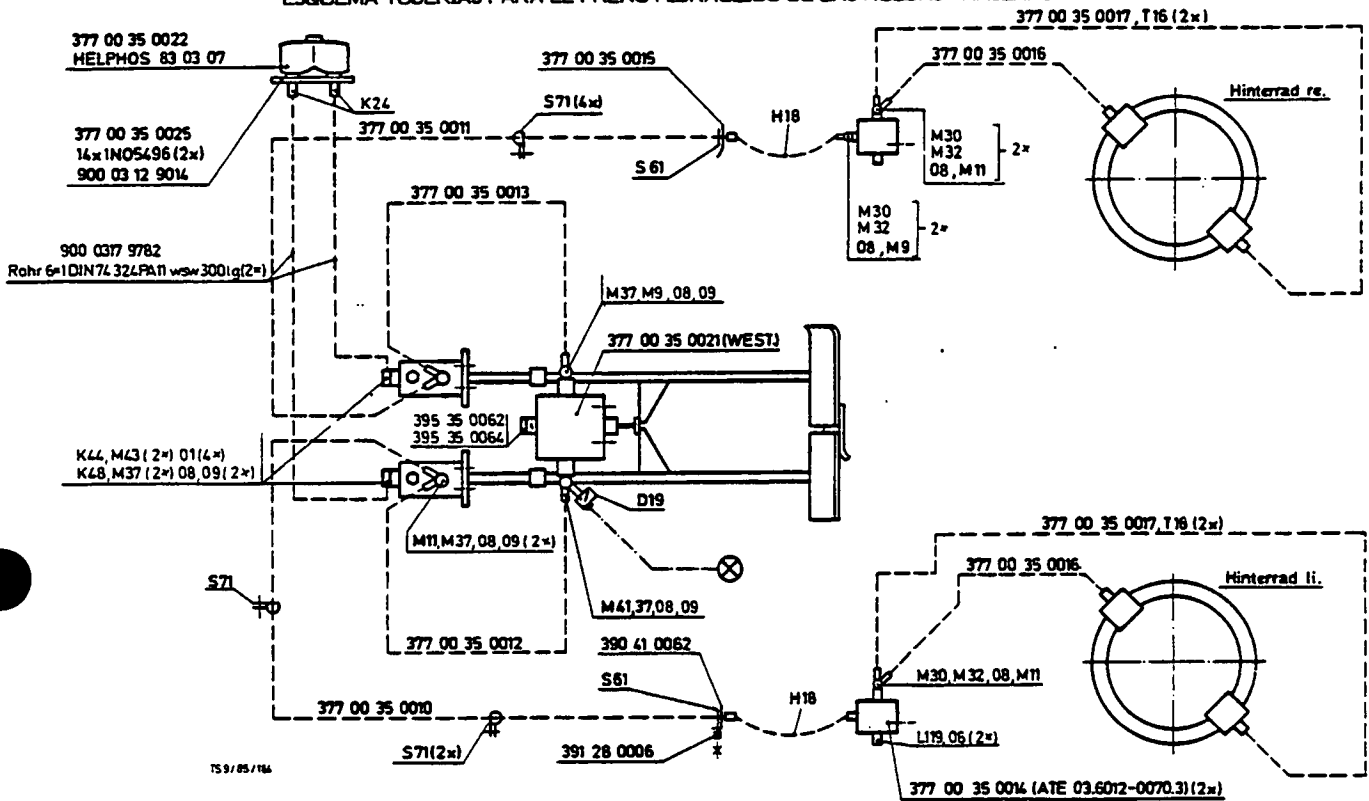 377 00 35 0022
HELPHOS 83 03 07
K24
377 00 35 0025
14x1NO5496 (2x)
900 03 12 9014
377 00 35 0011
S71 (4x)
377 00 35 0015
S 61
H18
377 00 35 0017, T16 (2x)
377 00 35 0016
Hinterrad re.
M30
M32
08, M11
2x
M30
M32
08, M9
2x
377 00 35 0013
900 0317 9782
Rohr 6x1DIN74 324PA11 wsw 300lg(2x)
M37, M9, 08, 09
377 00 35 0021(WEST.)
395 35 0062
395 35 0064
K44, M43 (2x) 01(4x)
K48, M37 (2x) 08,09(2x)
D19
M11, M37, 08, 09 (2x)
S71
M41, 37, 08, 09
377 00 35 0012
377 00 35 0017, T16 (2x)
377 00 35 0016
Hinterrad li.
390 41 0062
S61
M30, M32, 08, M11
377 00 35 0010
H18
S71(2x)
391 28 0006
L119, 06 (2x)
377 00 35 0014 (ATE 03.6012-0070.3)(2x)
TS9/85/186